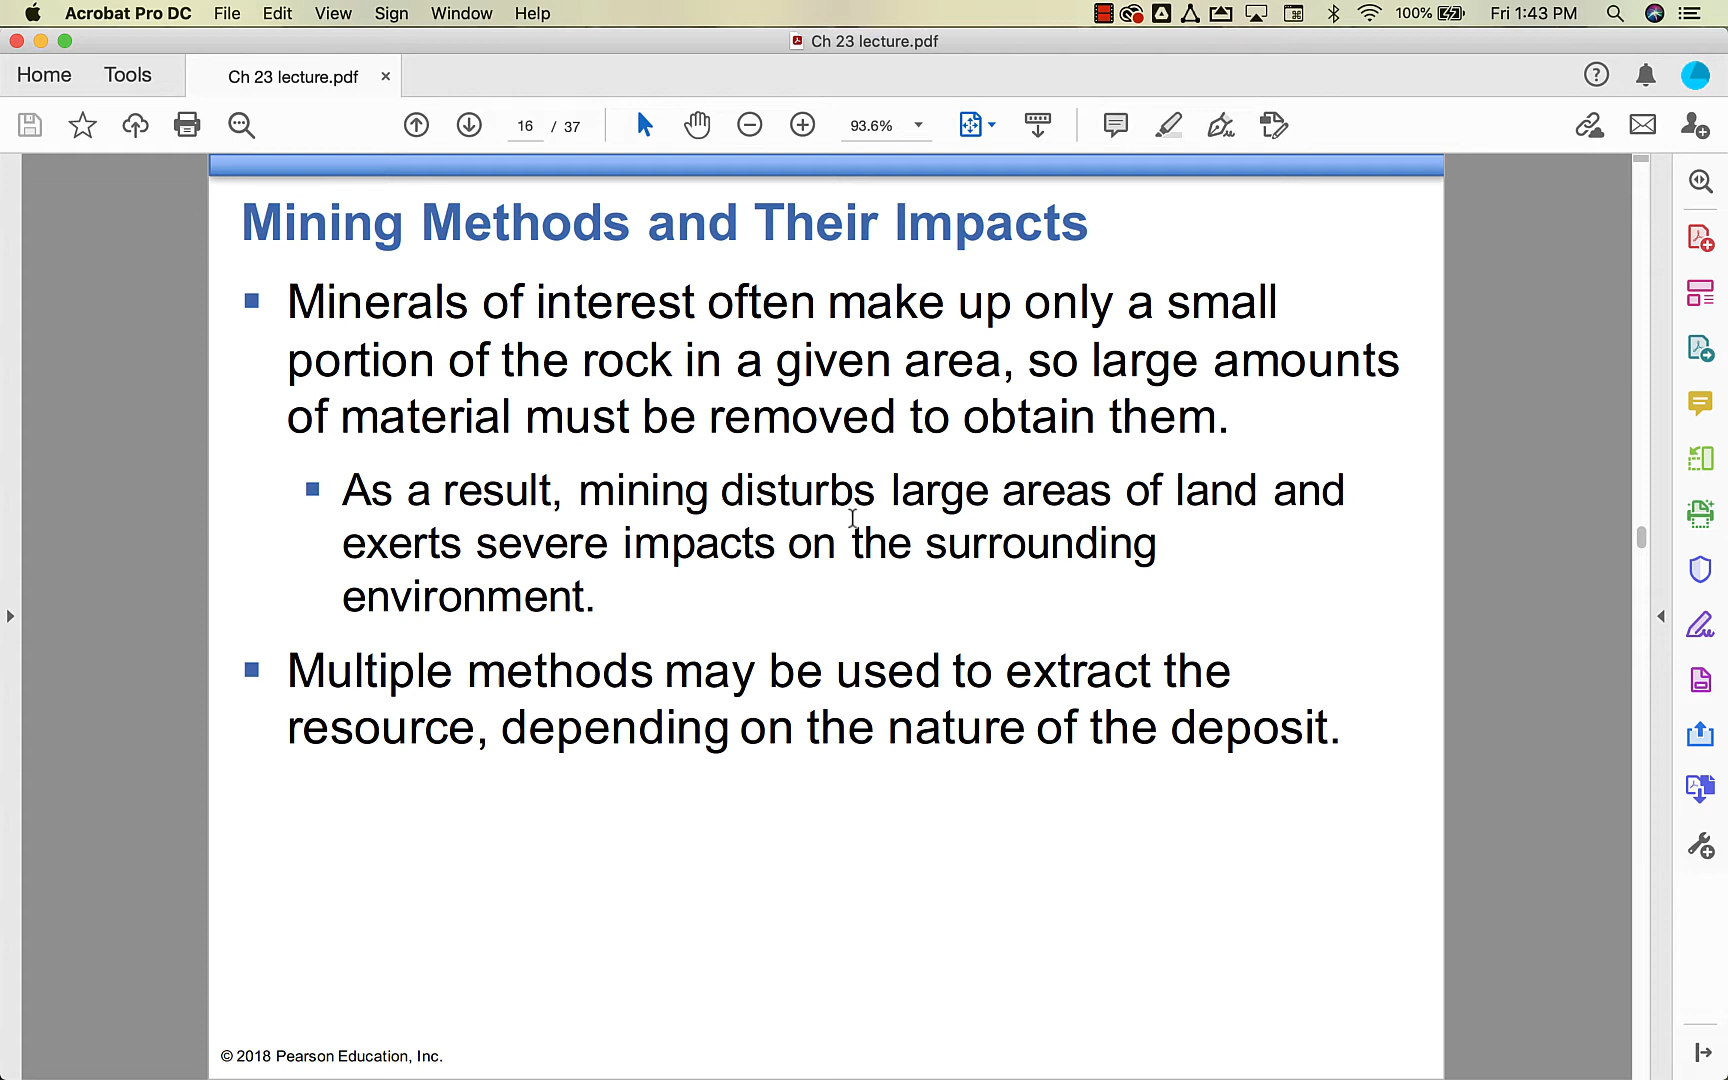 Acrobat Pro DC File Edit View Sign Window Help 100% Fri 1:43 PM
Ch 23 lecture.pdf
Home Tools Ch 23 lecture.pdf ×
16 / 37 93.6%
Mining Methods and Their Impacts
Minerals of interest often make up only a small
portion of the rock in a given area, so large amounts
of material must be removed to obtain them.
As a result, mining disturbs large areas of land and
exerts severe impacts on the surrounding
environment.
Multiple methods may be used to extract the
resource, depending on the nature of the deposit.
© 2018 Pearson Education, Inc.